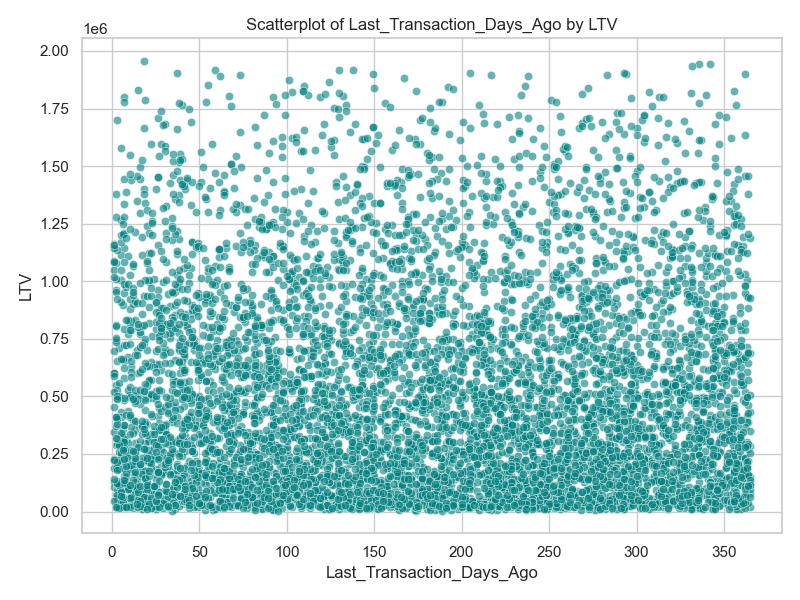 Scatterplot of Last_Transaction_Days_Ago by LTV
1e6
2.00
1.75
1.50
1.25
1.00
0.75
0.50
0.25
0.00
LTV
0 50 100 150 200 250 300 350
Last_Transaction_Days_Ago